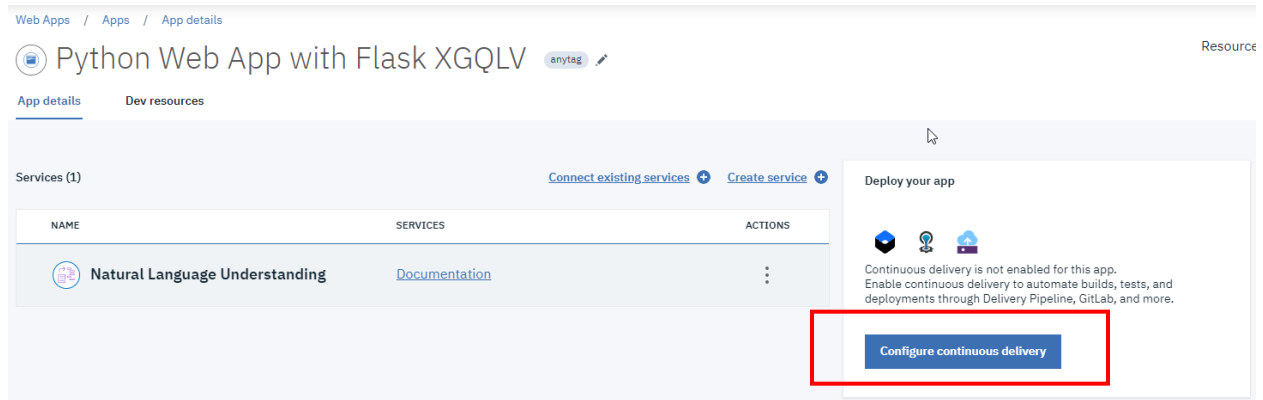 Web Apps / Apps / App details
Python Web App with Flask XGQLV anytag
Resource
App details Dev resources
Services (1) Connect existing services Create service
Deploy your app
NAME SERVICES ACTIONS
Natural Language Understanding Documentation
Continuous delivery is not enabled for this app.
Enable continuous delivery to automate builds, tests, and
deployments through Delivery Pipeline, GitLab, and more.
Configure continuous delivery